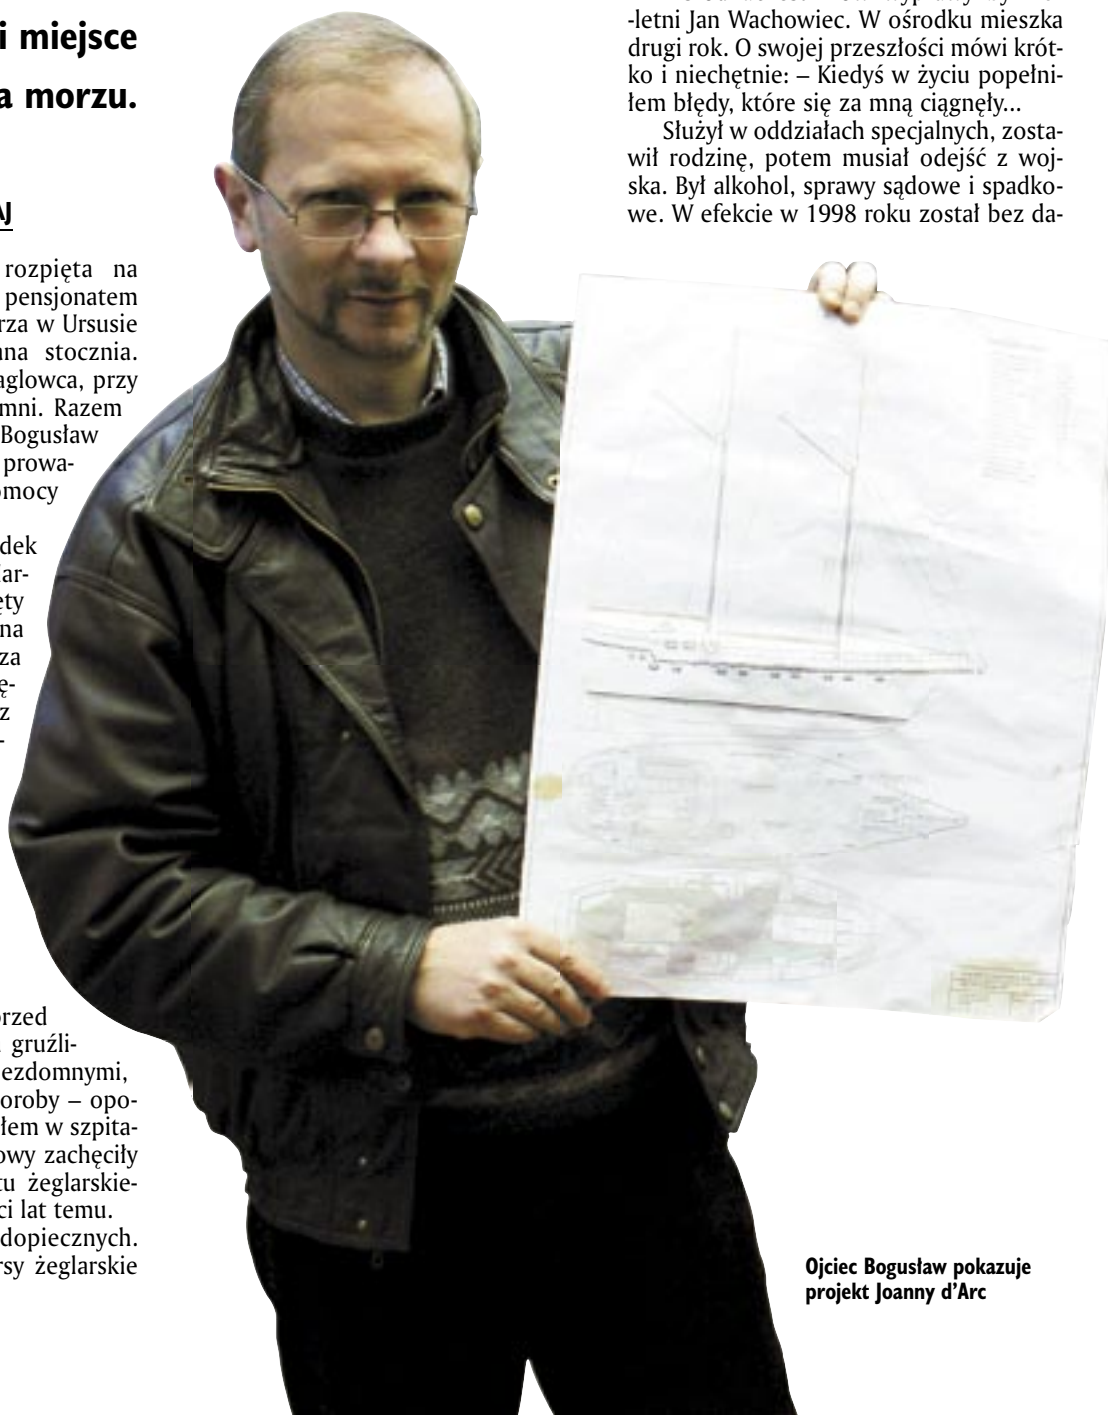 i miejsce
a morzu.
AJ
rozpięta na
pensjonatem
rza w Ursusie
na stocznia.
aglowca, przy
mni. Razem
Bogusław
prowa-
mocy
dek
ar-
ęty
na
za
ę-
z
-
rzed
gruźli-
ezdomnymi,
oroby – opo-
łem w szpita-
owy zachęciły
tu żeglarskie-
ci lat temu.
dopiecznych.
rsy żeglarskie
-letni Jan Wachowiec. W ośrodku mieszka
drugi rok. O swojej przeszłości mówi krót-
ko i niechętnie: – Kiedyś w życiu popełni-
łem błędy, które się za mną ciągnęły...
Służył w oddziałach specjalnych, zosta-
wił rodzinę, potem musiał odejść z woj-
ska. Był alkohol, sprawy sądowe i spadko-
we. W efekcie w 1998 roku został bez da-
Ojciec Bogusław pokazuje
projekt Joanny d'Arc